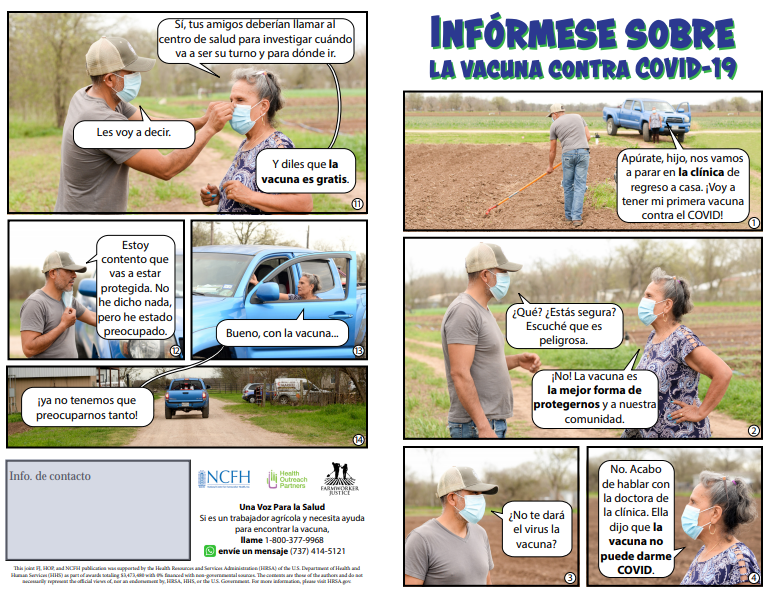 Sí, tus amigos deberían llamar al
centro de salud para investigar cuándo
va a ser su turno y para dónde ir.
Les voy a decir.
Y diles que la
vacuna es gratis.
11
Estoy
contento que
vas a estar
protegida. No
he dicho nada,
pero he estado
preocupado.
12
Bueno, con la vacuna...
13
¡ya no tenemos que
preocuparnos tanto!
14
Info. de contacto
NCFH
Health
Outreach
Partners
FARMWORKER
JUSTICE
Una Voz Para la Salud
Si es un trabajador agrícola y necesita ayuda
para encontrar la vacuna,
llame 1-800-377-9968
envíe un mensaje (737) 414-5121
This joint FJ, HOP, and NCFH publication was supported by the Health Resources and Services Administration (HRSA) of the U.S. Department of Health and
Human Services (HHS) as part of awards totaling $3,473,480 with 0% financed with non-governmental sources. The contents are those of the authors and do not
necessarily represent the official views of, nor an endorsement by, HRSA, HHS, or the U.S. Government. For more information, please visit HRSA.gov.
INFÓRMESE SOBRE
LA VACUNA CONTRA COVID-19
Apúrate, hijo, nos vamos
a parar en la clínica de
regreso a casa. ¡Voy a
tener mi primera vacuna
contra el COVID!
1
¿Qué? ¿Estás segura?
Escuché que es
peligrosa.
¡No! La vacuna es
la mejor forma de
protegernos y a nuestra
comunidad.
2
¿No te dará
el virus la
vacuna?
3
No. Acabo
de hablar con
la doctora de
la clínica. Ella
dijo que la
vacuna no
puede darme
COVID.
4